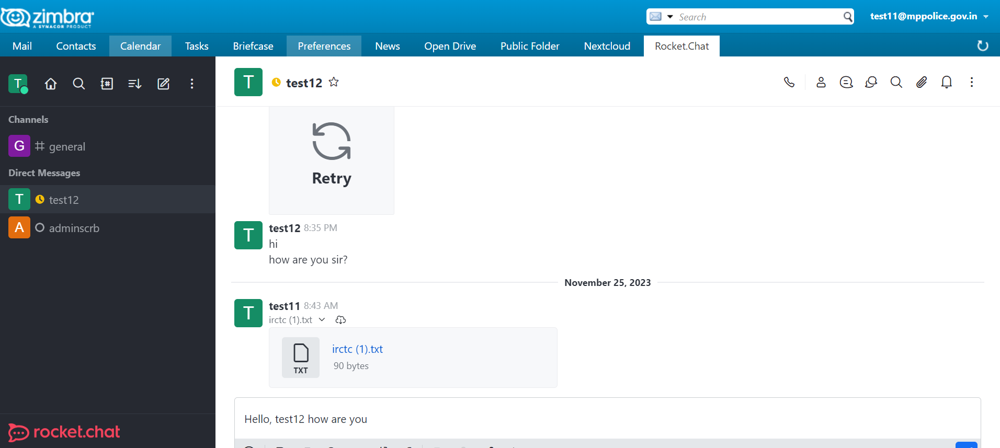 zimbra
A SYNACOR PRODUCT
Search
test11@mppolice.gov.in
Mail Contacts Calendar Tasks Briefcase Preferences News Open Drive Public Folder Nextcloud Rocket.Chat
T
T test12
Channels
G general
Direct Messages
T test12
A adminscrb
rocket.chat
Retry
T test12 8:35 PM
hi
how are you sir?
November 25, 2023
T test11 8:43 AM
irctc (1).txt
TXT
irctc (1).txt
90 bytes
Hello, test12 how are you